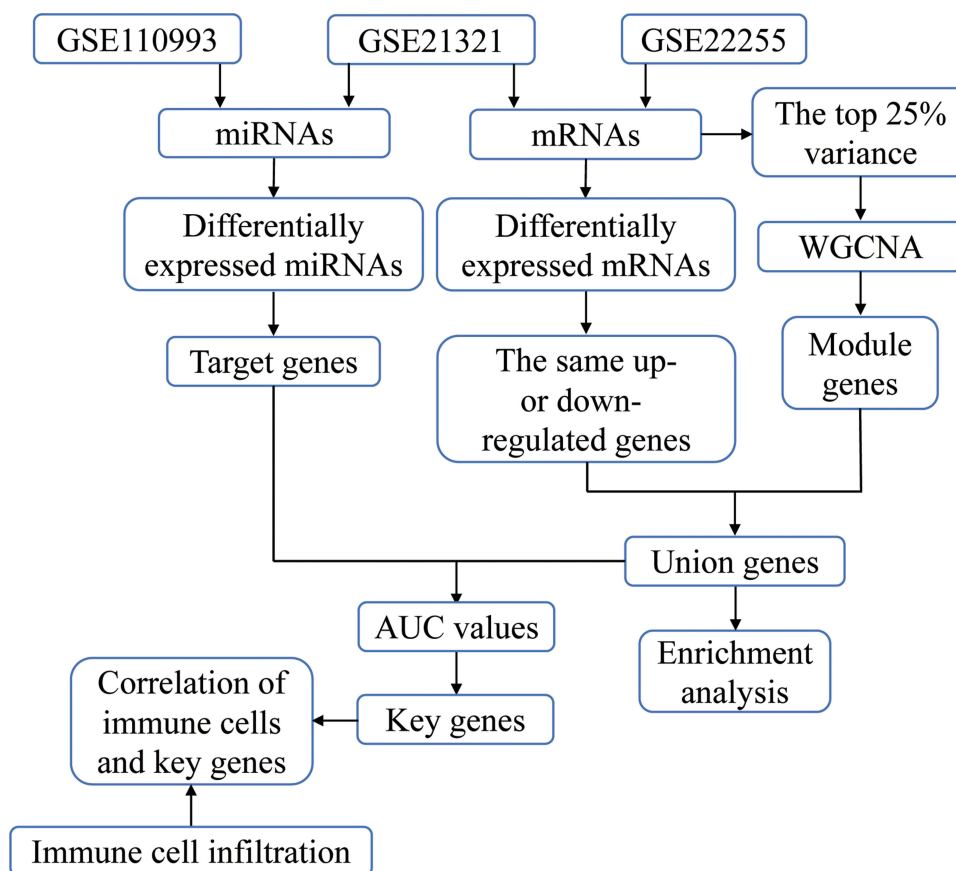 GSE110993
GSE21321
GSE22255
miRNAs
mRNAs
The top 25%
variance
Differentially
expressed miRNAs
Differentially
expressed mRNAs
WGCNA
Target genes
The same up-
or down-
regulated genes
Module
genes
Union genes
AUC values
Enrichment
analysis
Key genes
Correlation of
immune cells
and key genes
Immune cell infiltration